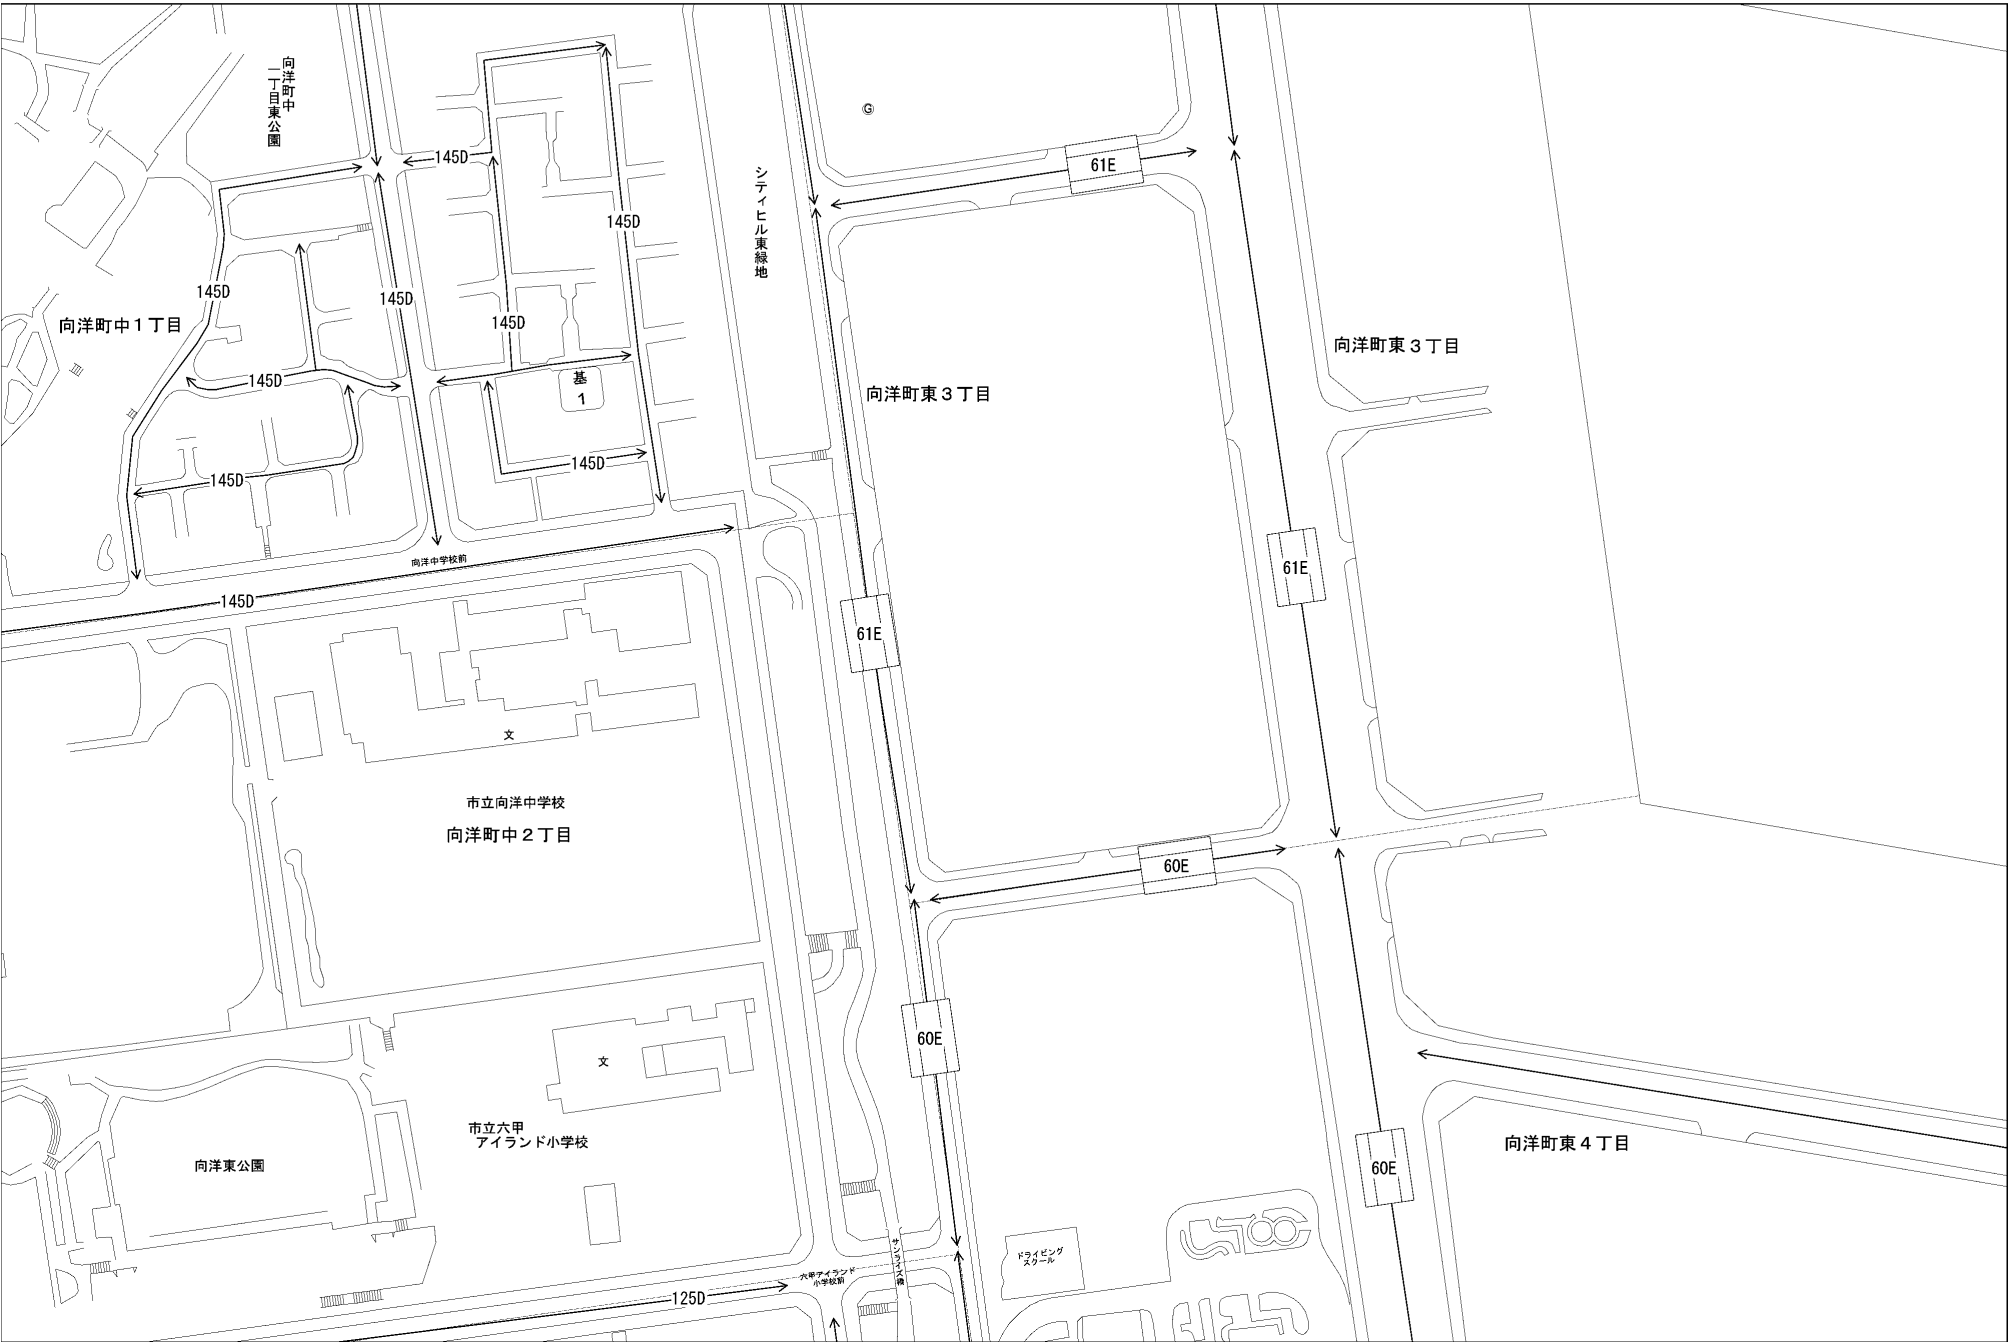 向洋町中
一丁目東公園
145D
G
61E
シティヒル東緑地
145D
145D
145D
145D
向洋町中1丁目
145D
向洋町東3丁目
基
1
145D
向洋町東3丁目
145D
145D
向洋中学校前
61E
145D
61E
文
市立向洋中学校
向洋町中2丁目
60E
60E
文
市立六甲
アイランド小学校
向洋町東4丁目
向洋東公園
60E
サンライズ橋
ドライビング
スクール
六甲アイランド
小学校前
125D